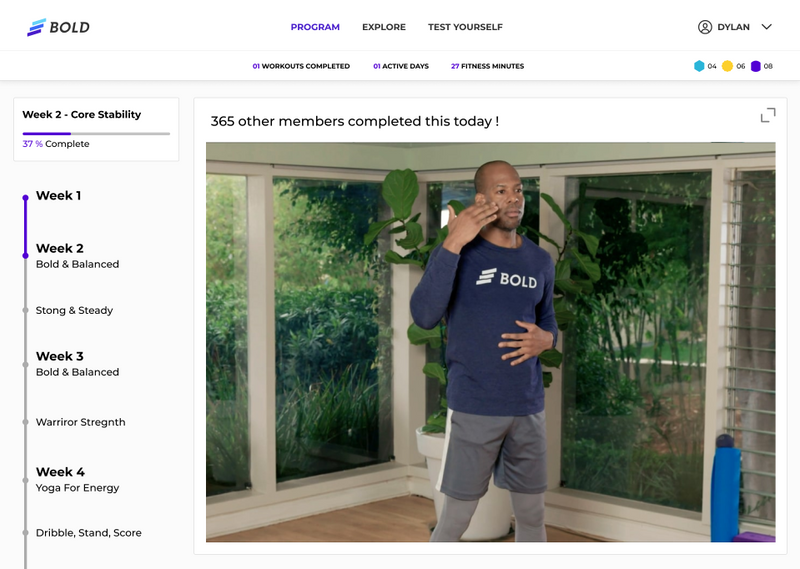 BOLD
PROGRAM
EXPLORE
TEST YOURSELF
DYLAN
01 WORKOUTS COMPLETED
01 ACTIVE DAYS
27 FITNESS MINUTES
04
06
08
Week 2 - Core Stability
37 % Complete
365 other members completed this today !
Week 1
Week 2
Bold & Balanced
Stong & Steady
Week 3
Bold & Balanced
Warriror Stregnth
Week 4
Yoga For Energy
Dribble, Stand, Score
BOLD